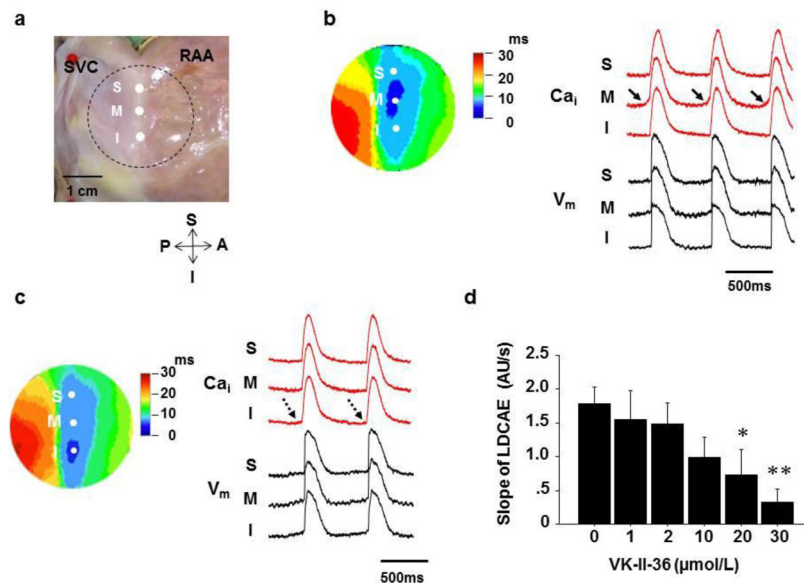 a
SVC
RAA
S
M
I
1 cm
S
P
A
I
b
S
M
I
ms
30
20
10
0
Cai
S
M
I
Vm
S
M
I
500ms
c
S
M
I
ms
30
20
10
0
Cai
S
M
I
Vm
S
M
I
500ms
d
Slope of LDCAE (AU/s)
2.5
2.0
1.5
1.0
.5
0
*
**
0 1 2 10 20 30
VK-II-36 (µmol/L)